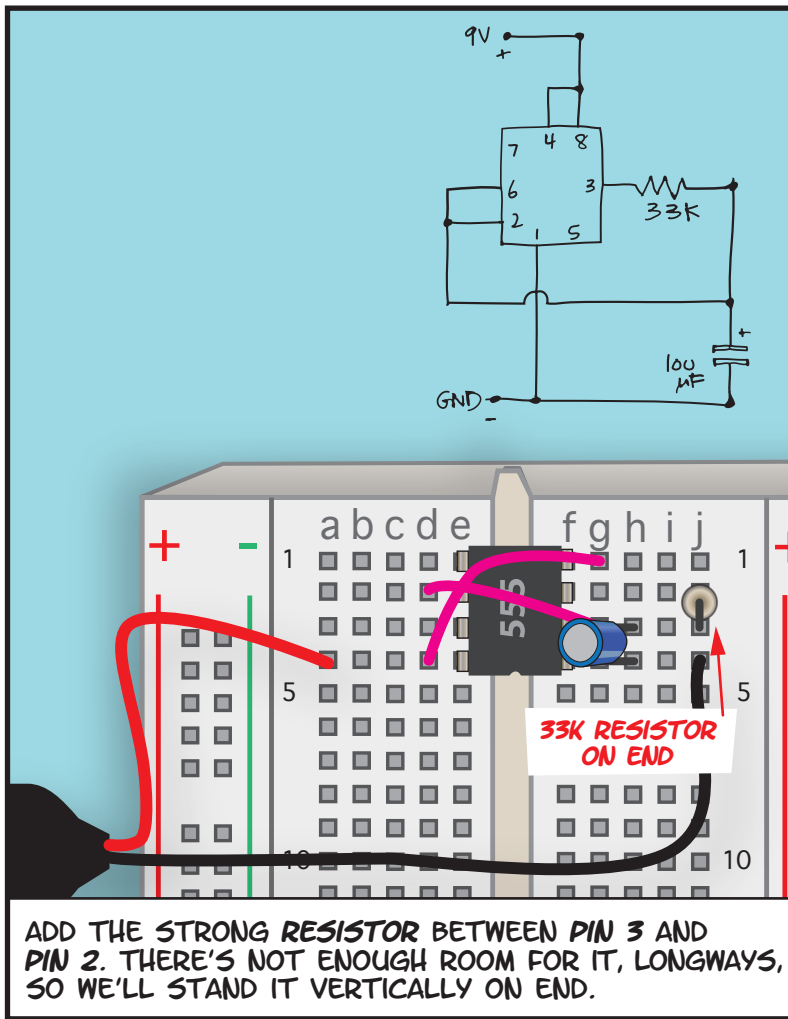 9V
+
4 8
7
6
3
33K
2
1 5
+
100
µF
GND
-
a b c d e f g h i j
+ - +
1 1
555
5 5
33K RESISTOR
ON END
10 10
ADD THE STRONG RESISTOR BETWEEN PIN 3 AND
PIN 2. THERE'S NOT ENOUGH ROOM FOR IT, LONGWAYS,
SO WE'LL STAND IT VERTICALLY ON END.